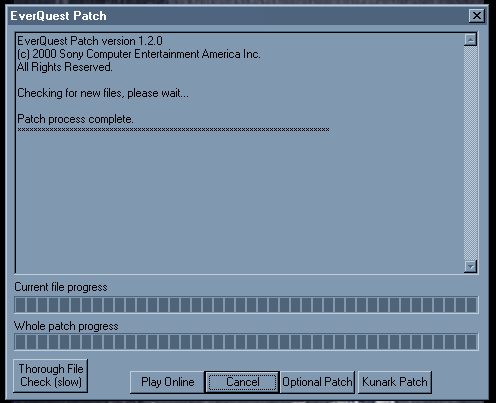 EverQuest Patch
EverQuest Patch version 1.2.0
(c) 2000 Sony Computer Entertainment America Inc.
All Rights Reserved.
Checking for new files, please wait...
Patch process complete.
Current file progress
Whole patch progress
Thorough File
Check (slow)
Play Online
Cancel
Optional Patch
Kunark Patch